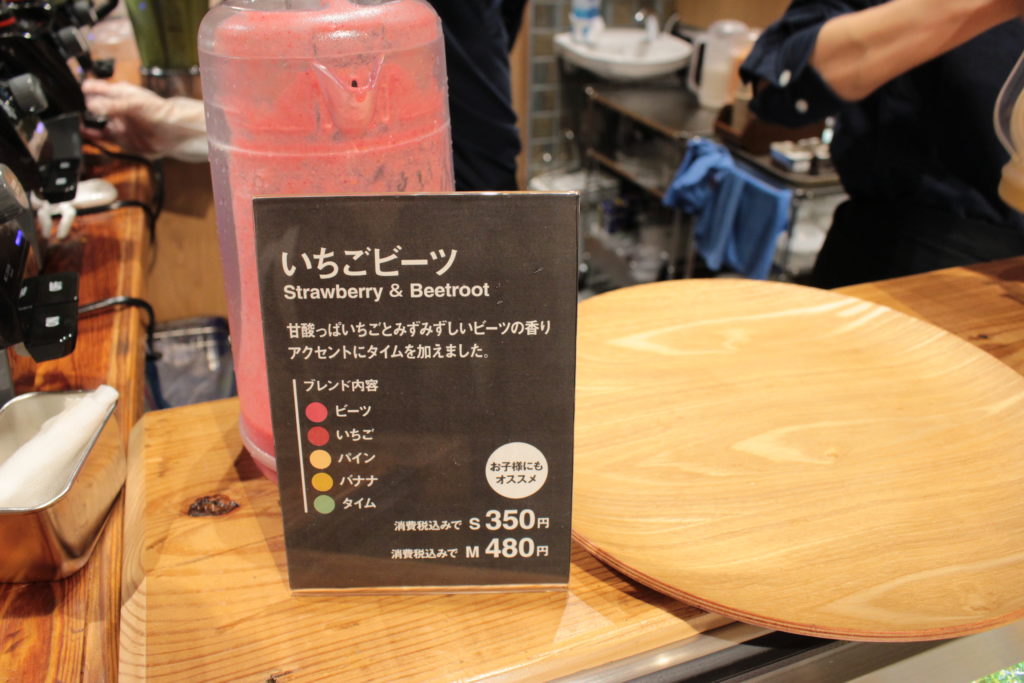 いちごビーツ
Strawberry & Beetroot
甘酸っぱいいちごとみずみずしいビーツの香り
アクセントにタイムを加えました。
ブレンド内容
ビーツ
いちご
パイン
バナナ
タイム
お子様にも
オススメ
消費税込みで S 350円
消費税込みで M 480円